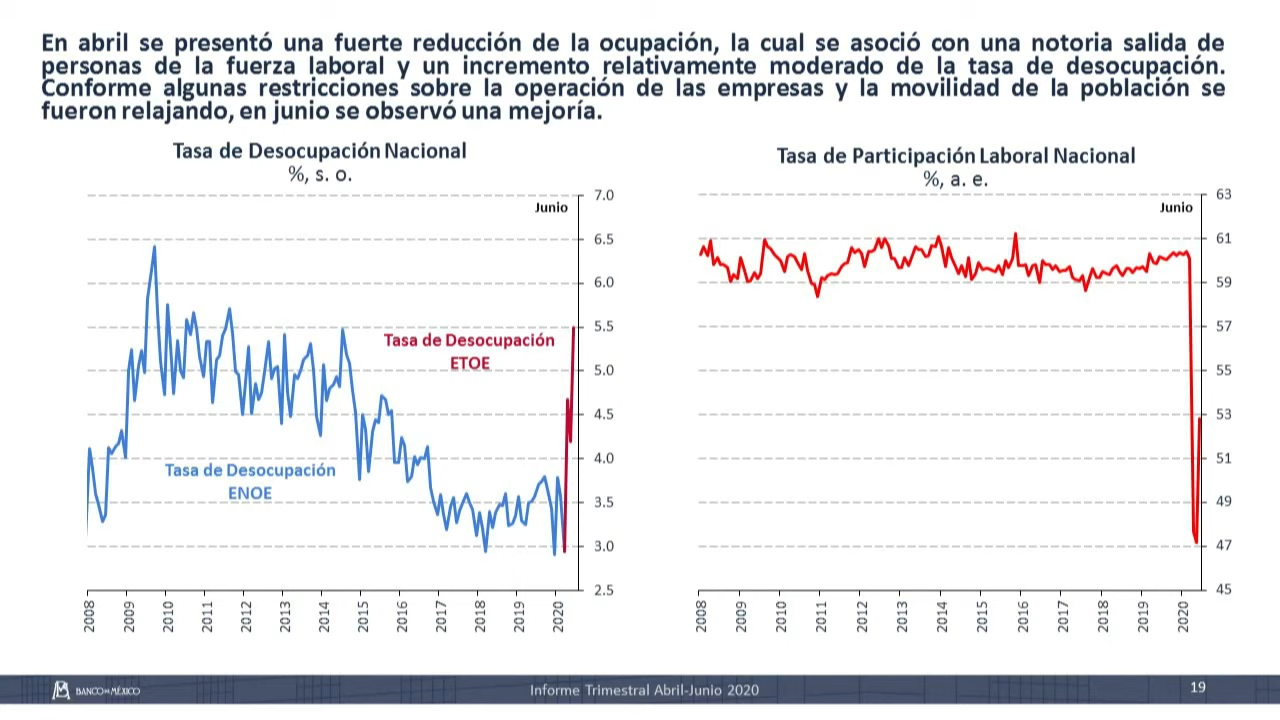 En abril se presentó una fuerte reducción de la ocupación, la cual se asoció con una notoria salida de
personas de la fuerza laboral y un incremento relativamente moderado de la tasa de desocupación.
Conforme algunas restricciones sobre la operación de las empresas y la movilidad de la población se
fueron relajando, en junio se observó una mejoría.
Tasa de Desocupación Nacional
%, s. o.
Junio
7.0
6.5
6.0
5.5
5.0
4.5
4.0
3.5
3.0
2.5
Tasa de Desocupación
ETOE
Tasa de Desocupación
ENOE
2008
2009
2010
2011
2012
2013
2014
2015
2016
2017
2018
2019
2020
Tasa de Participación Laboral Nacional
%, a. e.
Junio
63
61
59
57
55
53
51
49
47
45
2008
2009
2010
2011
2012
2013
2014
2015
2016
2017
2018
2019
2020
BANCO DE MÉXICO
Informe Trimestral Abril-Junio 2020
19